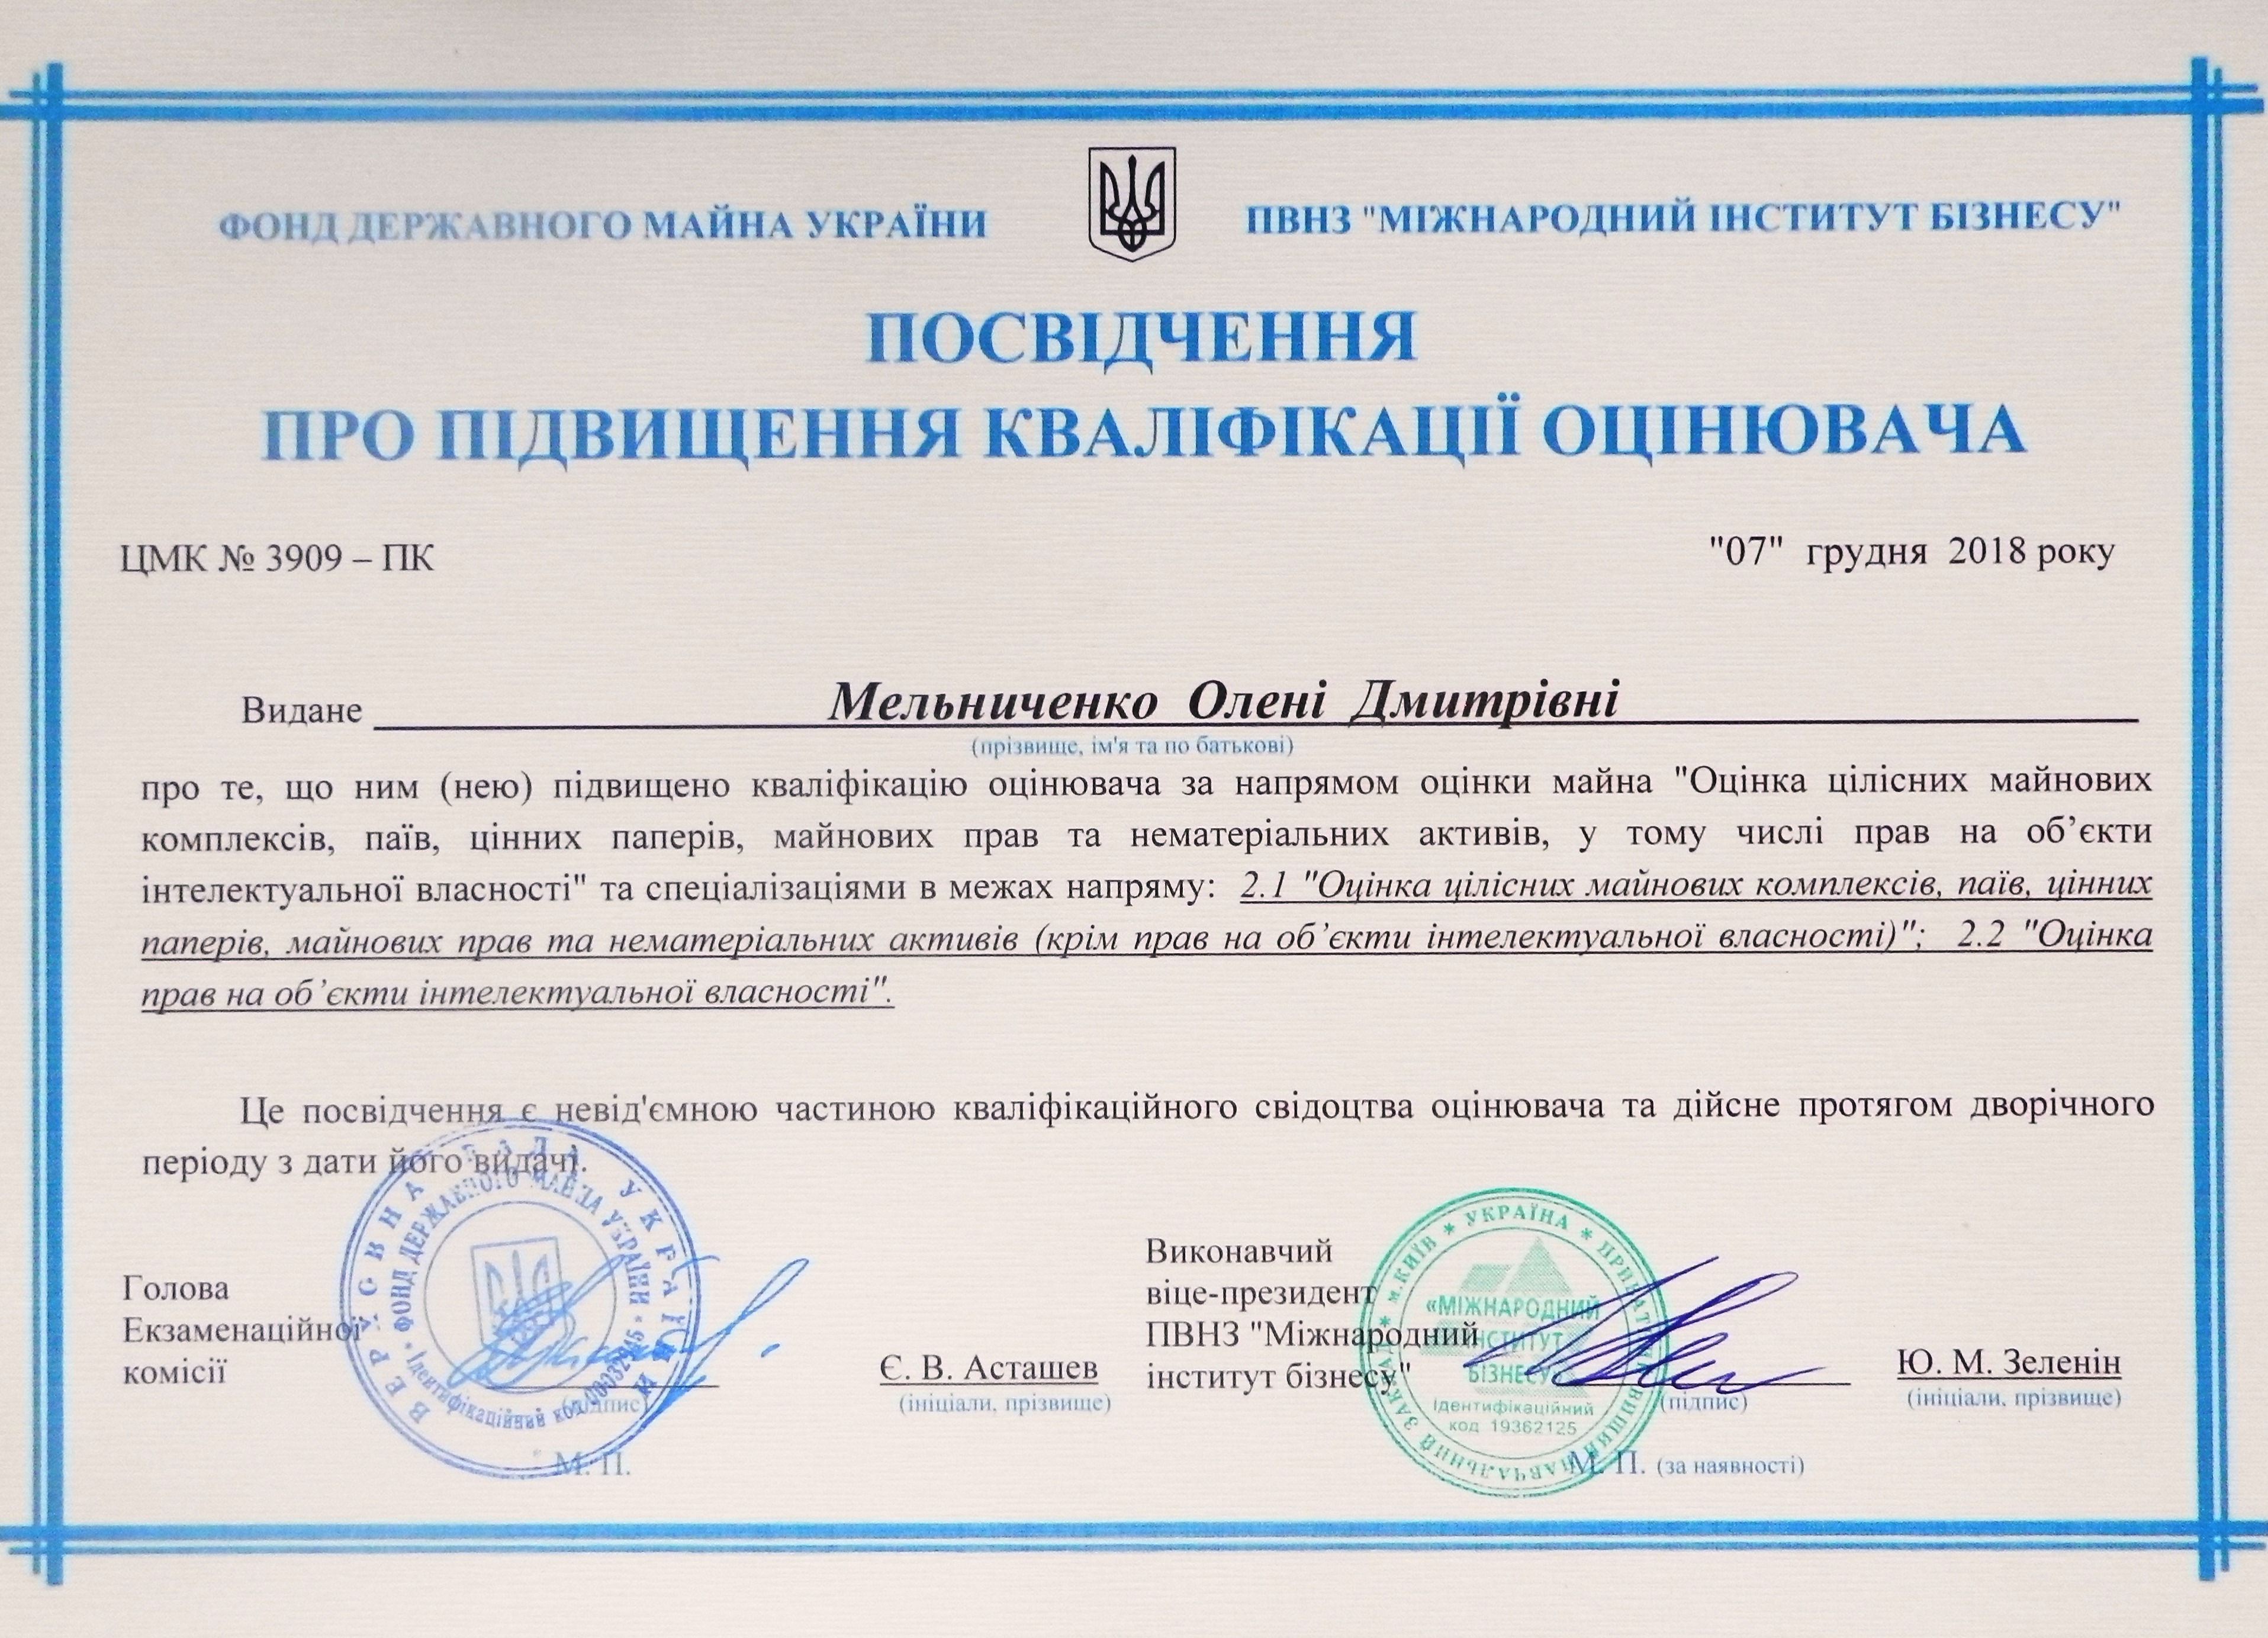 ФОНД ДЕРЖАВНОГО МАЙНА УКРАЇНИ
ПВНЗ "МІЖНАРОДНИЙ ІНСТИТУТ БІЗНЕСУ"
ПОСВІДЧЕННЯ
ПРО ПІДВИЩЕННЯ КВАЛІФІКАЦІЇ ОЦІНЮВАЧА
ЦМК № 3909 – ПК
"07" грудня 2018 року
Видане Мельниченко Олені Дмитрівні
(прізвище, ім'я та по батькові)
про те, що ним (нею) підвищено кваліфікацію оцінювача за напрямом оцінки майна "Оцінка цілісних майнових
комплексів, паїв, цінних паперів, майнових прав та нематеріальних активів, у тому числі прав на об’єкти
інтелектуальної власності" та спеціалізаціями в межах напряму: 2.1 "Оцінка цілісних майнових комплексів, паїв, цінних
паперів, майнових прав та нематеріальних активів (крім прав на об’єкти інтелектуальної власності)"; 2.2 "Оцінка
прав на об’єкти інтелектуальної власності".
Це посвідчення є невід'ємною частиною кваліфікаційного свідоцтва оцінювача та дійсне протягом дворічного
періоду з дати його видачі.
Голова
Екзаменаційної
комісії
Є. В. Асташев
(підпис)
(ініціали, прізвище)
М. П.
ФОНД ДЕРЖАВНОГО МАЙНА УКРАЇНИ
Ідентифікаційний код
Виконавчий
віце-президент
ПВНЗ "Міжнародний
інститут бізнесу"
Ю. М. Зеленін
(підпис)
(ініціали, прізвище)
М. П. (за наявності)
м.КИЇВ * УКРАЇНА * ПРИВАТНИЙ ВИЩИЙ НАВЧАЛЬНИЙ ЗАКЛАД *
«МІЖНАРОДНИЙ
ІНСТИТУТ
БІЗНЕСУ»
Ідентифікаційний
код 19362125